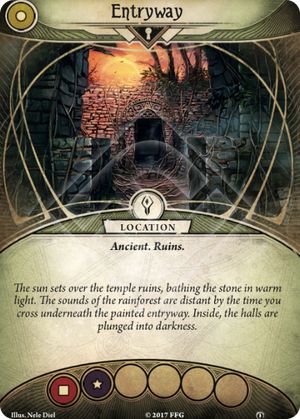 Entryway
LOCATION
Ancient. Ruins.
The sun sets over the temple ruins, bathing the stone in warm
light. The sounds of the rainforest are distant by the time you
cross underneath the painted entryway. Inside, the halls are
plunged into darkness.
Illus. Nele Diel
© 2017 FFG